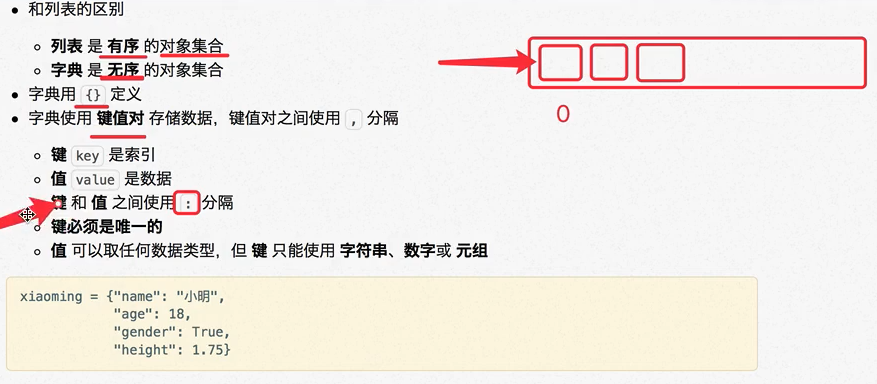 和列表的区别
列表 是 有序 的对象集合
字典 是 无序 的对象集合
字典用 {} 定义
0
字典使用 键值对 存储数据，键值对之间使用 , 分隔
键 key 是索引
值 value 是数据
键 和 值 之间使用 : 分隔
键必须是唯一的
值 可以取任何数据类型，但 键 只能使用 字符串、数字或 元组
xiaoming = {"name": "小明",
"age": 18,
"gender": True,
"height": 1.75}